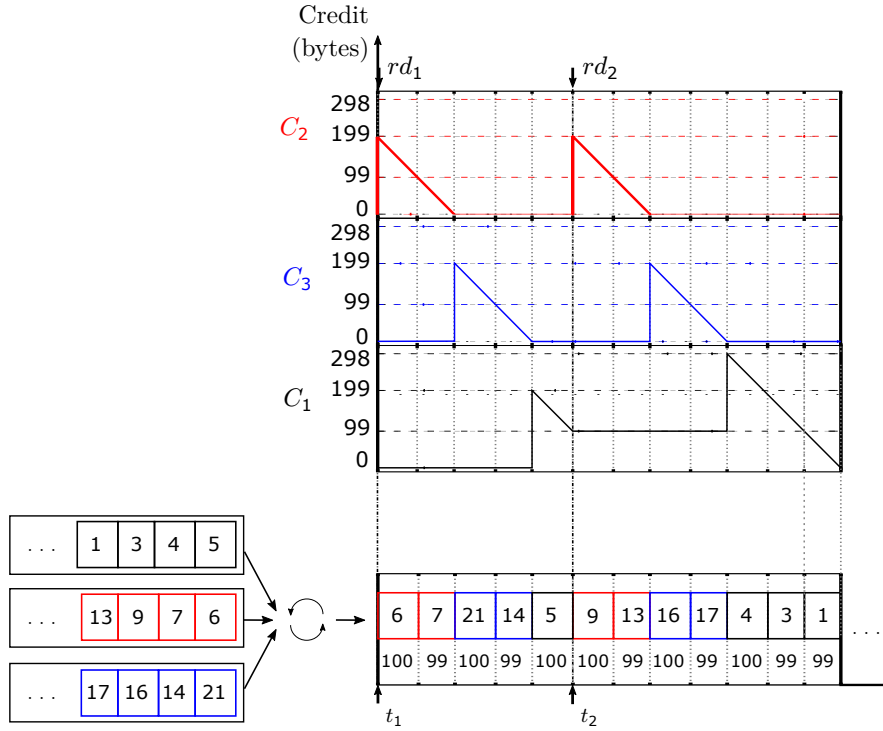 Credit
(bytes)
rd₁ rd₂
C₂
298
199
99
0
C₃
298
199
99
0
C₁
298
199
99
0
. . . 1 3 4 5
. . . 13 9 7 6
. . . 17 16 14 21
6 7 21 14 5 9 13 16 17 4 3 1 . . .
100 99 100 99 100 100 99 100 99 100 99 99
t₁ t₂